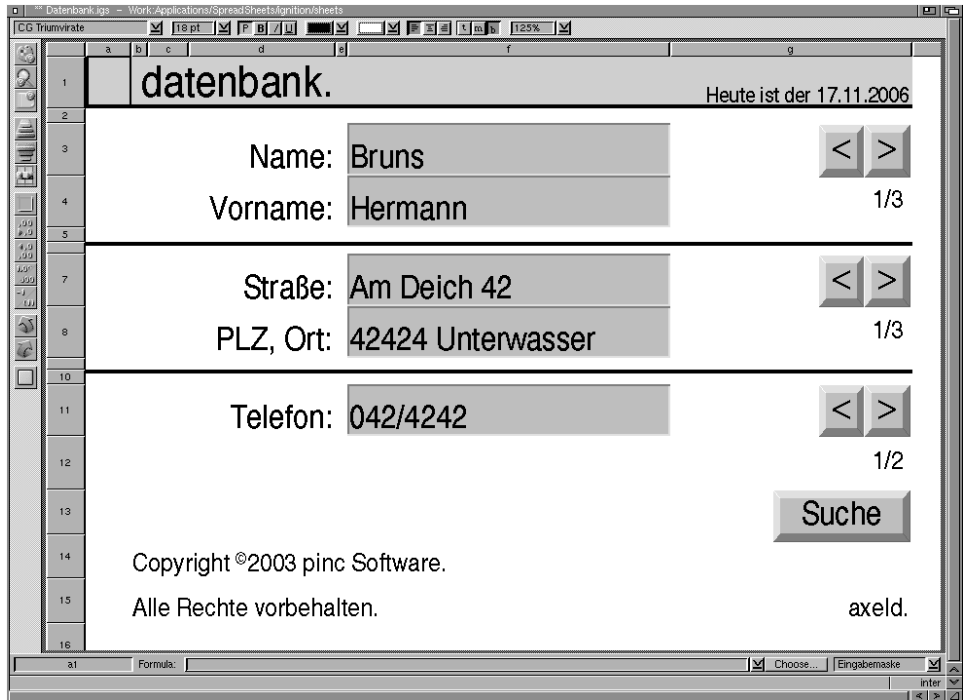 ** Datenbank.igs – Work:Applications/SpreadSheets/Ignition/sheets
CG Triumvirate 18 pt P B I U t m b 125%
a b c d e f g
1 datenbank. Heute ist der 17.11.2006
2
3 Name: Bruns < >
4 Vorname: Hermann 1/3
5
7 Straße: Am Deich 42 < >
8 PLZ, Ort: 42424 Unterwasser 1/3
10
11 Telefon: 042/4242 < >
12 1/2
13 Suche
14 Copyright ©2003 pinc Software.
15 Alle Rechte vorbehalten. axeld.
16
a1 Formula: Choose... Eingabemaske
inter